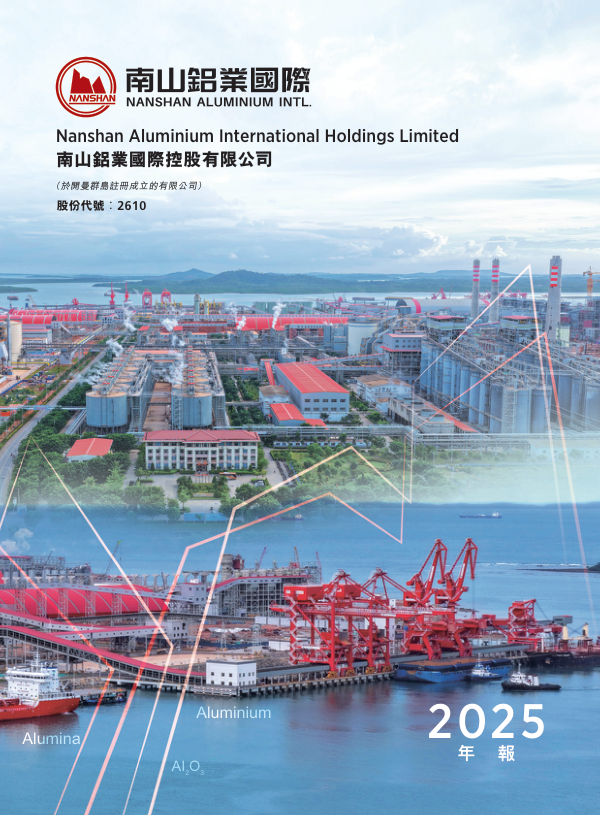 NANSHAN
南山鋁業國際
NANSHAN ALUMINIUM INTL.
Nanshan Aluminium International Holdings Limited
南山鋁業國際控股有限公司
(於開曼群島註冊成立的有限公司)
股份代號：2610
Aluminium
Alumina
Al₂O₃
2025
年報